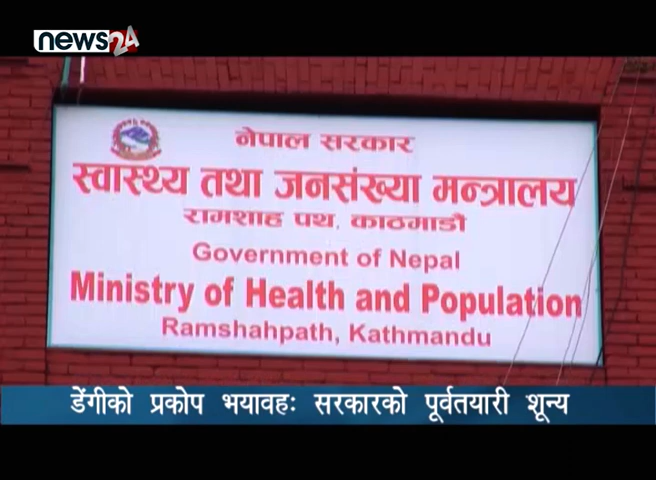 news24
नेपाल सरकार
स्वास्थ्य तथा जनसंख्या मन्त्रालय
रामशाह पथ, काठमाडौं
Government of Nepal
Ministry of Health and Population
Ramshahpath, Kathmandu
डेंगीको प्रकोप भयावहः सरकारको पूर्वतयारी शून्य